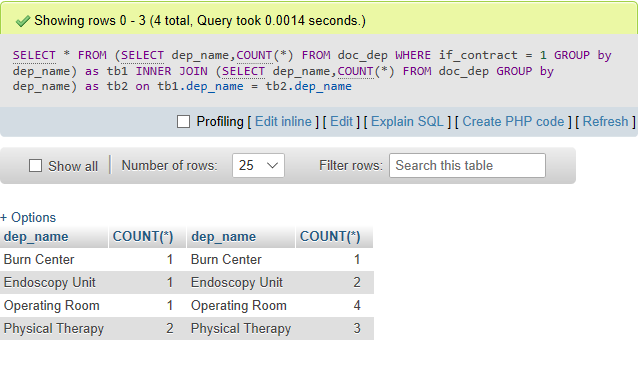 Showing rows 0 - 3 (4 total, Query took 0.0014 seconds.)
SELECT * FROM (SELECT dep_name,COUNT(*) FROM doc_dep WHERE if_contract = 1 GROUP by
dep_name) as tb1 INNER JOIN (SELECT dep_name,COUNT(*) FROM doc_dep GROUP by
dep_name) as tb2 on tb1.dep_name = tb2.dep_name
Profiling [ Edit inline ] [ Edit ] [ Explain SQL ] [ Create PHP code ] [ Refresh ]
Show all Number of rows: 25 Filter rows: Search this table
+ Options
dep_name COUNT(*) dep_name COUNT(*)
Burn Center 1 Burn Center 1
Endoscopy Unit 1 Endoscopy Unit 2
Operating Room 1 Operating Room 4
Physical Therapy 2 Physical Therapy 3